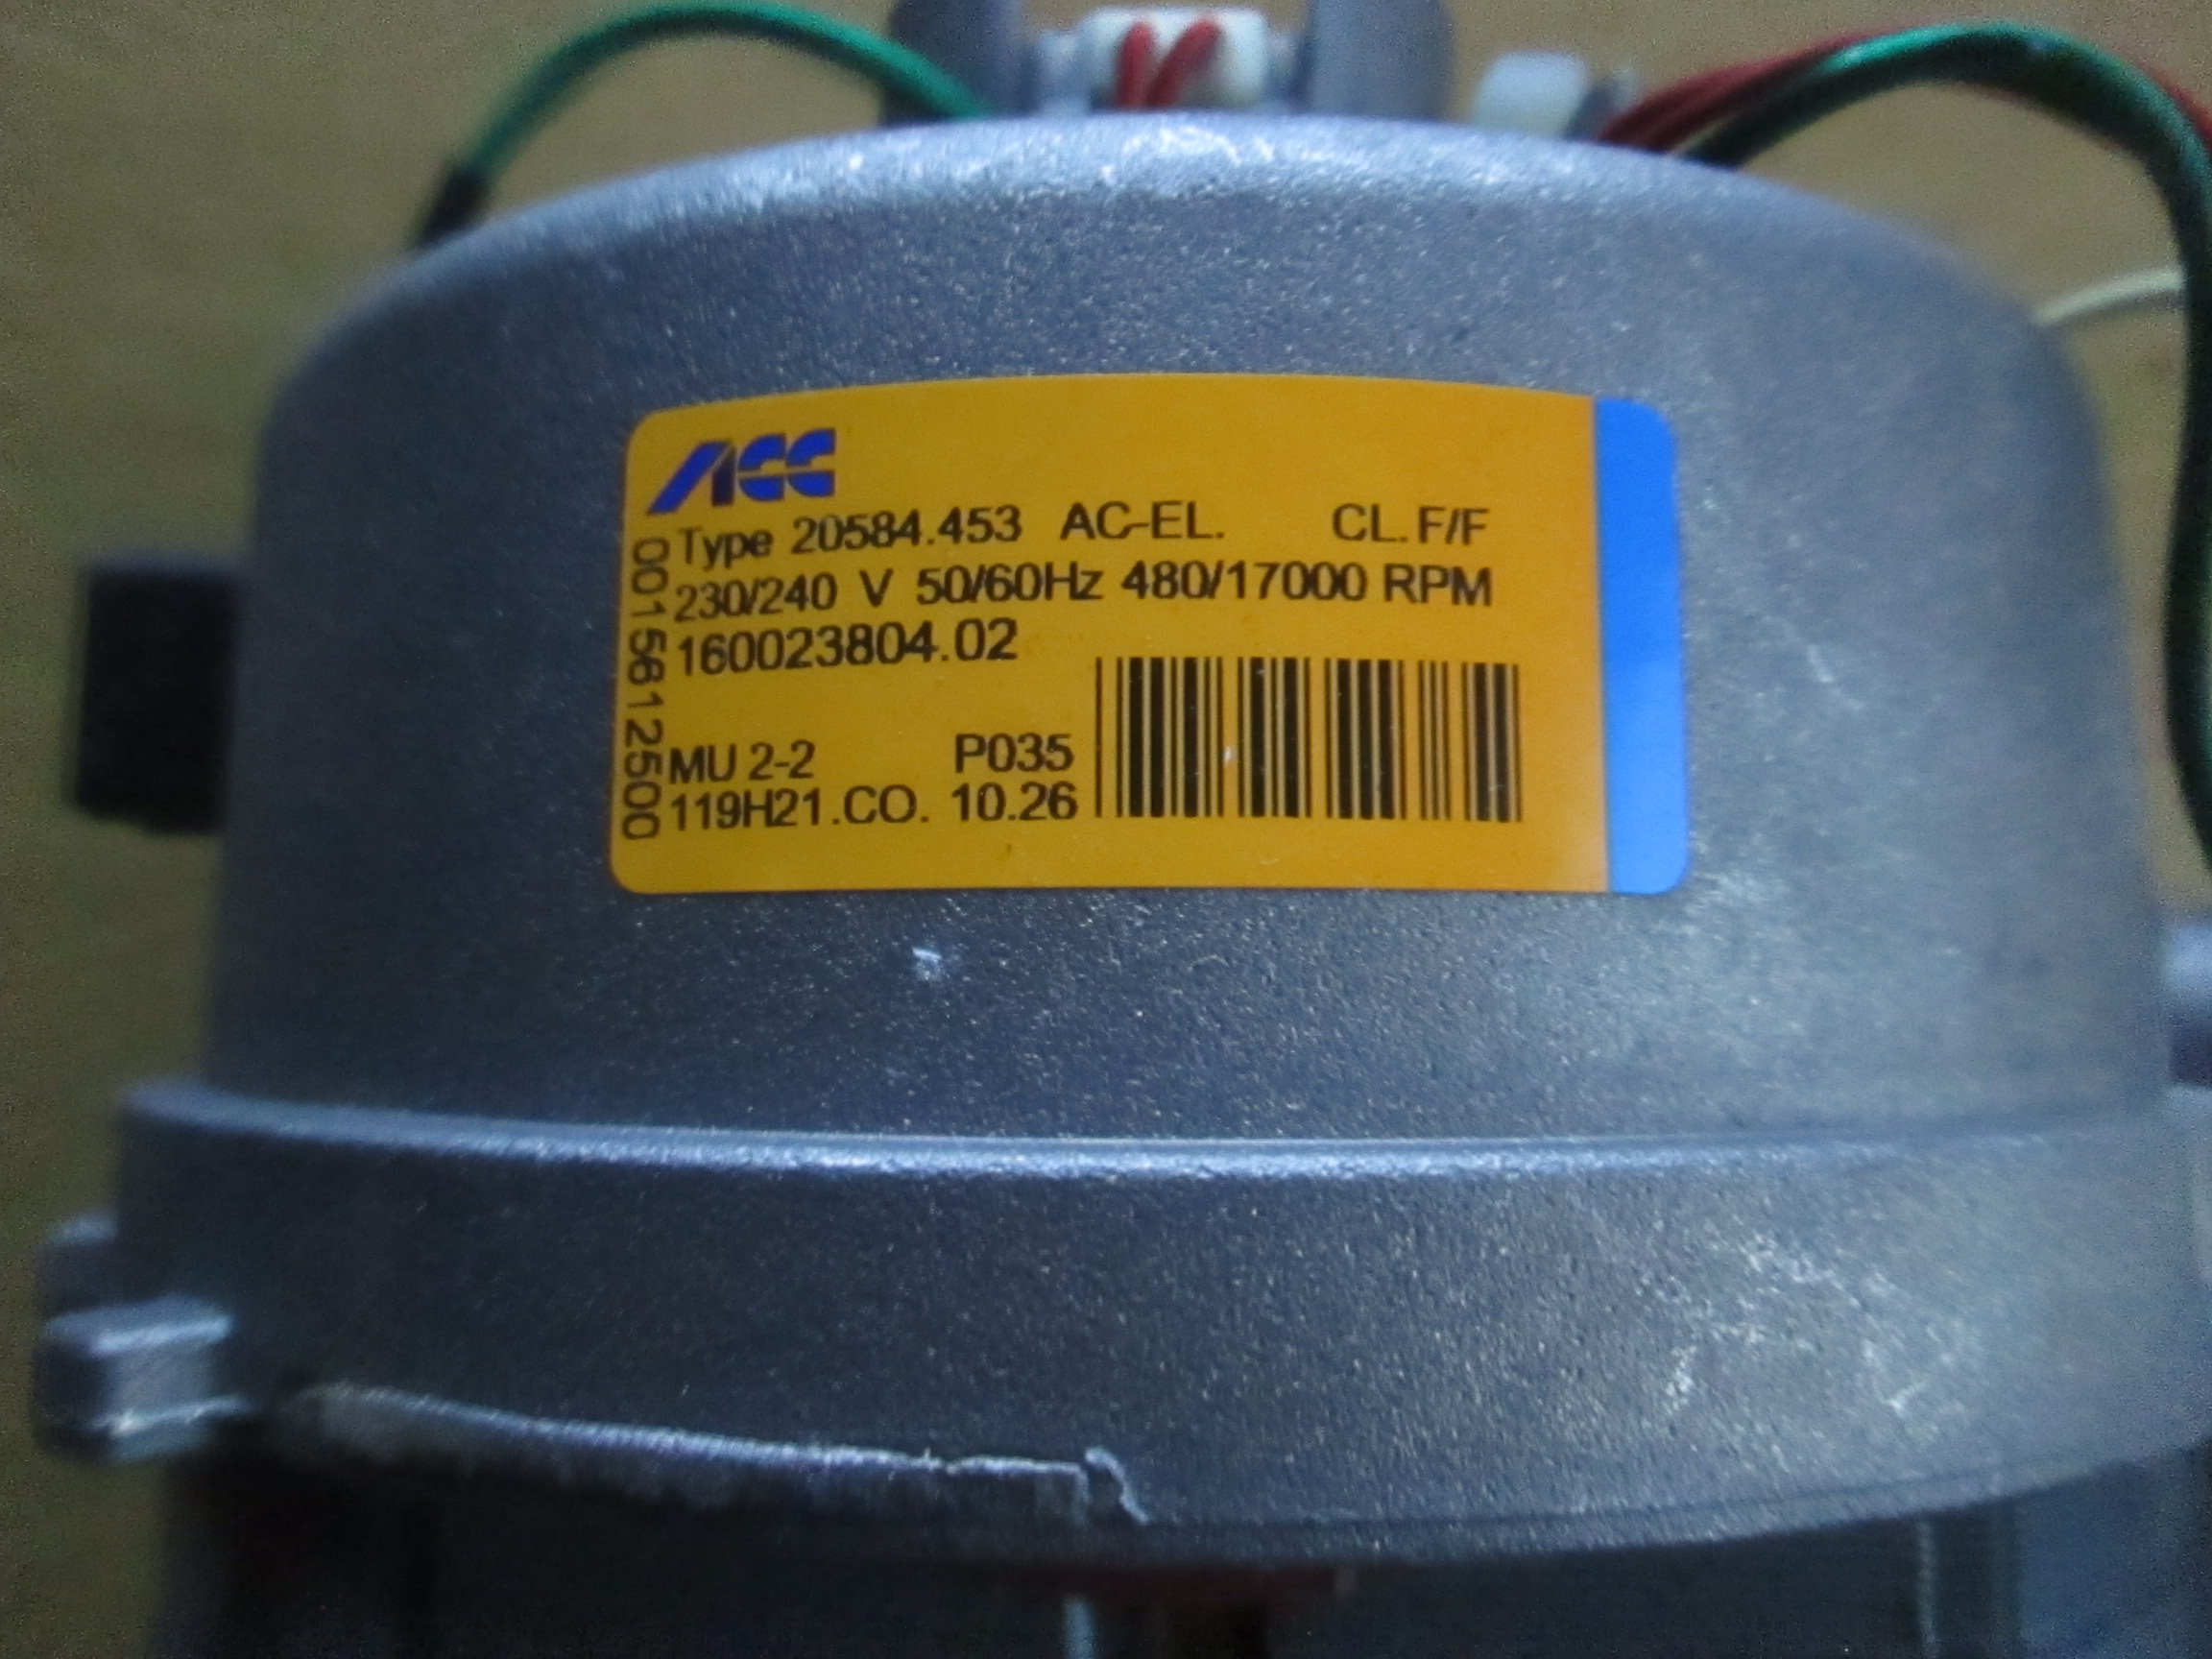 ACC
Type 20584.453 AC-EL. CL.F/F
230/240 V 50/60Hz 480/17000 RPM
160023804.02
MU 2-2 P035
119H21.CO. 10.26
00155612500